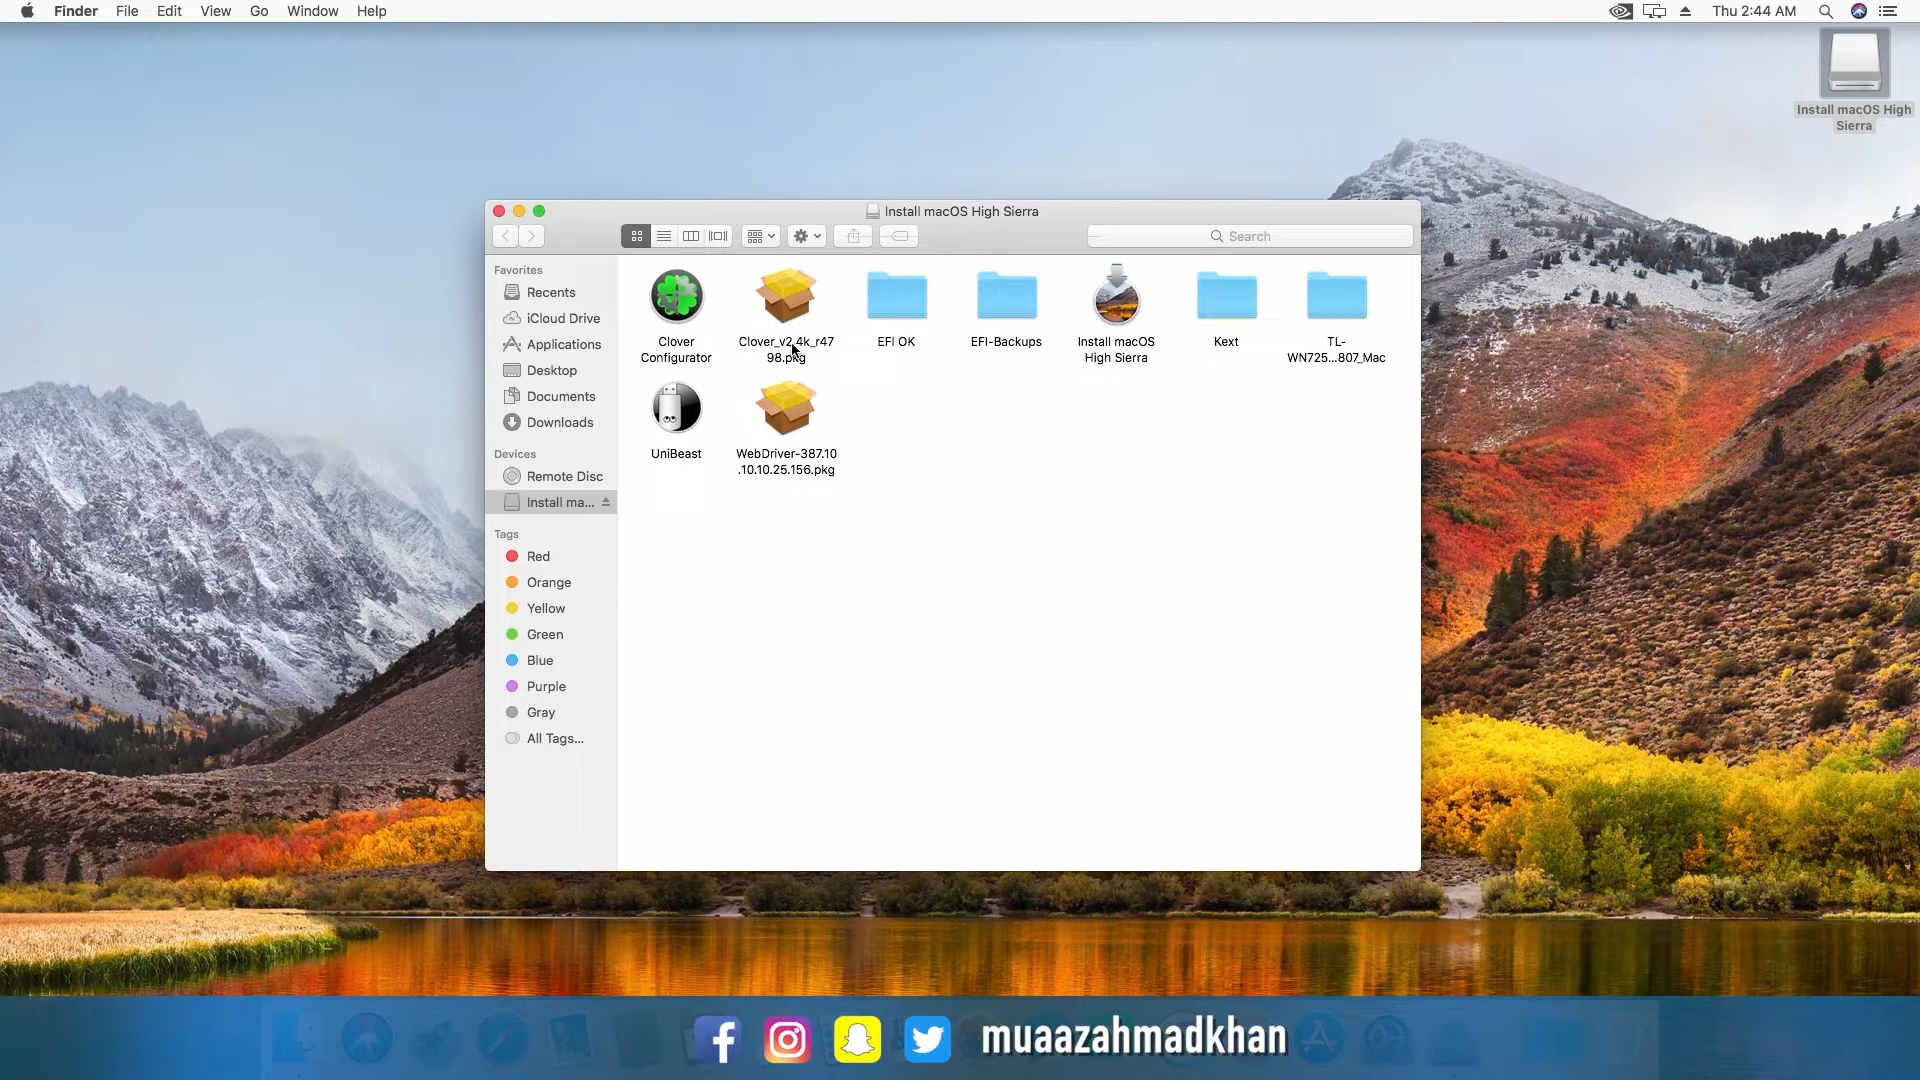 Finder File Edit View Go Window Help
Thu 2:44 AM
Install macOS High
Sierra
Install macOS High Sierra
Search
Favorites
Recents
iCloud Drive
Applications
Desktop
Documents
Downloads
Devices
Remote Disc
Install ma...
Tags
Red
Orange
Yellow
Green
Blue
Purple
Gray
All Tags...
Clover
Configurator
Clover_v2.4k_r47
98.pkg
EFI OK
EFI-Backups
Install macOS
High Sierra
Kext
TL-
WN725...807_Mac
UniBeast
WebDriver-387.10
.10.10.25.156.pkg
muaazahmadkhan